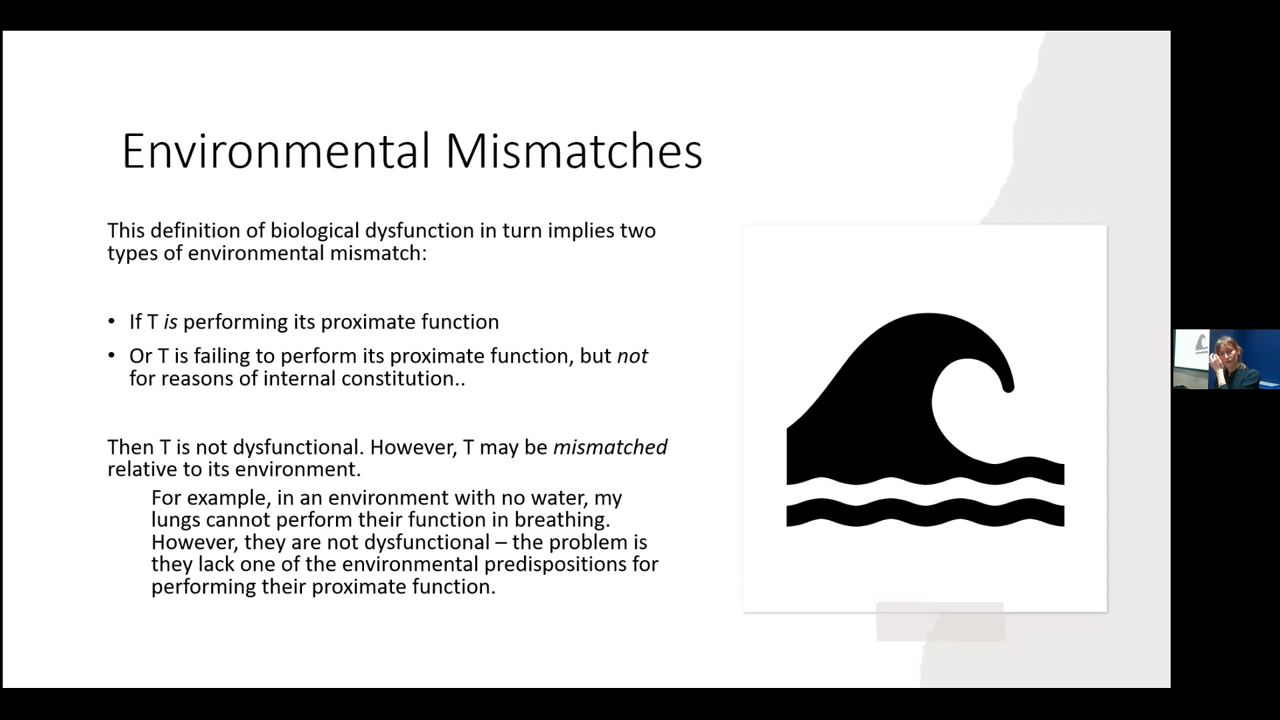 Environmental Mismatches
This definition of biological dysfunction in turn implies two
types of environmental mismatch:
• If T is performing its proximate function
• Or T is failing to perform its proximate function, but not
for reasons of internal constitution..
Then T is not dysfunctional. However, T may be mismatched
relative to its environment.
For example, in an environment with no water, my
lungs cannot perform their function in breathing.
However, they are not dysfunctional – the problem is
they lack one of the environmental predispositions for
performing their proximate function.